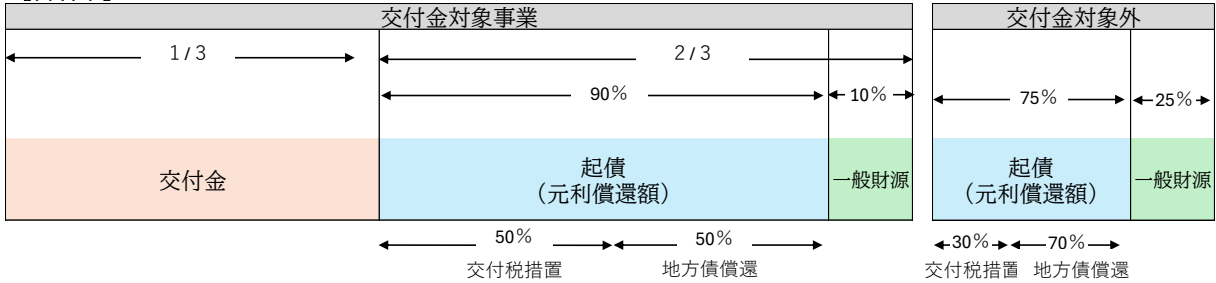 交付金対象事業
交付金対象外
1/3
2/3
90%
10%
75%
25%
交付金
起債
(元利償還額)
一般財源
起債
(元利償還額)
一般財源
50%
50%
30%
70%
交付税措置
地方債償還
交付税措置
地方債償還